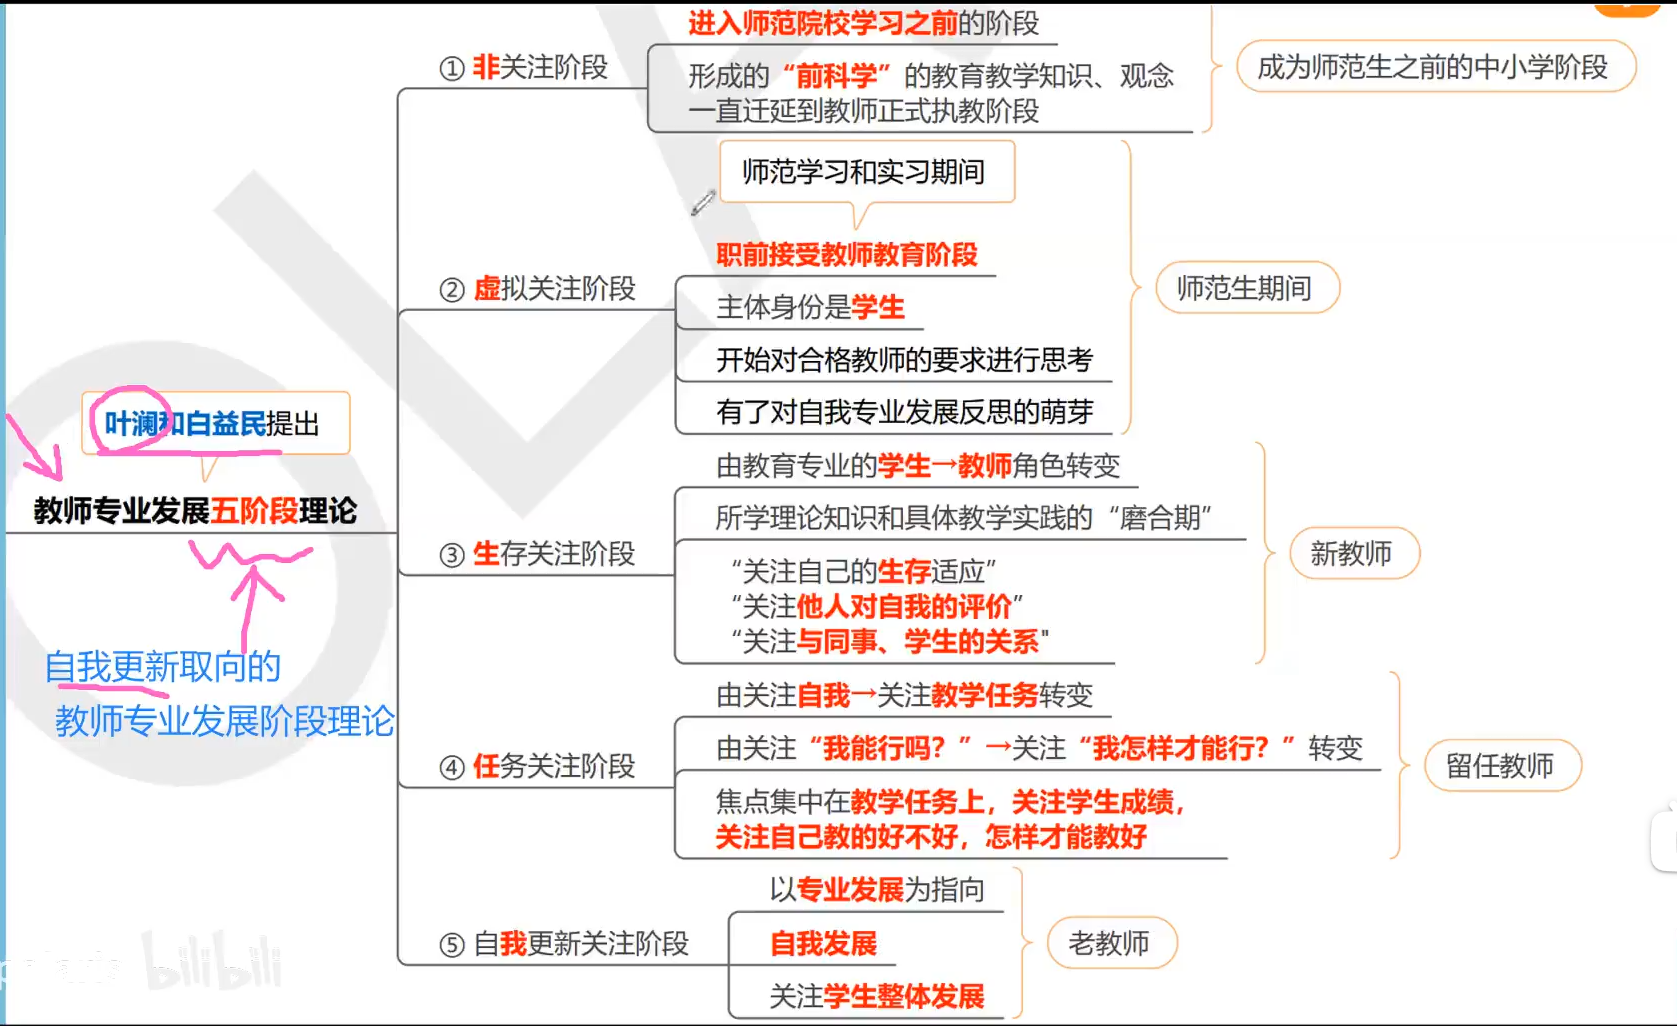 进入师范院校学习之前的阶段
① 非关注阶段
形成的“前科学”的教育教学知识、观念
一直迁延到教师正式执教阶段
成为师范生之前的中小学阶段
师范学习和实习期间
职前接受教师教育阶段
② 虚拟关注阶段
主体身份是学生
开始对合格教师的要求进行思考
有了对自我专业发展反思的萌芽
师范生期间
叶澜和白益民提出
教师专业发展五阶段理论
自我更新取向的
教师专业发展阶段理论
由教育专业的学生→教师角色转变
所学理论知识和具体教学实践的“磨合期”
③ 生存关注阶段
“关注自己的生存适应”
“关注他人对自我的评价”
“关注与同事、学生的关系"
新教师
由关注自我→关注教学任务转变
由关注“我能行吗？”→关注“我怎样才能行？”转变
④ 任务关注阶段
焦点集中在教学任务上，关注学生成绩，
关注自己教的好不好，怎样才能教好
留任教师
以专业发展为指向
⑤ 自我更新关注阶段
自我发展
关注学生整体发展
老教师
bilibili